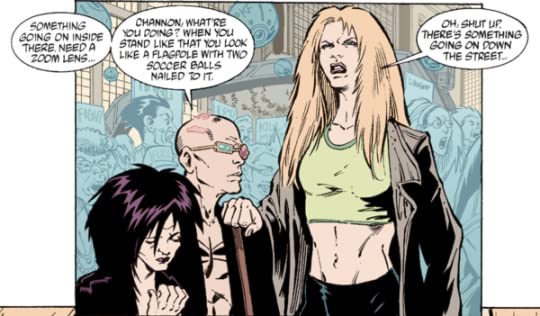 SOMETHING
GOING ON INSIDE
THERE. NEED A
ZOOM LENS...
CHANNON, WHAT'RE
YOU DOING? WHEN YOU
STAND LIKE THAT YOU LOOK
LIKE A FLAGPOLE WITH TWO
SOCCER BALLS
NAILED TO IT.
OH, SHUT UP.
THERE'S SOMETHING
GOING ON DOWN
THE STREET...